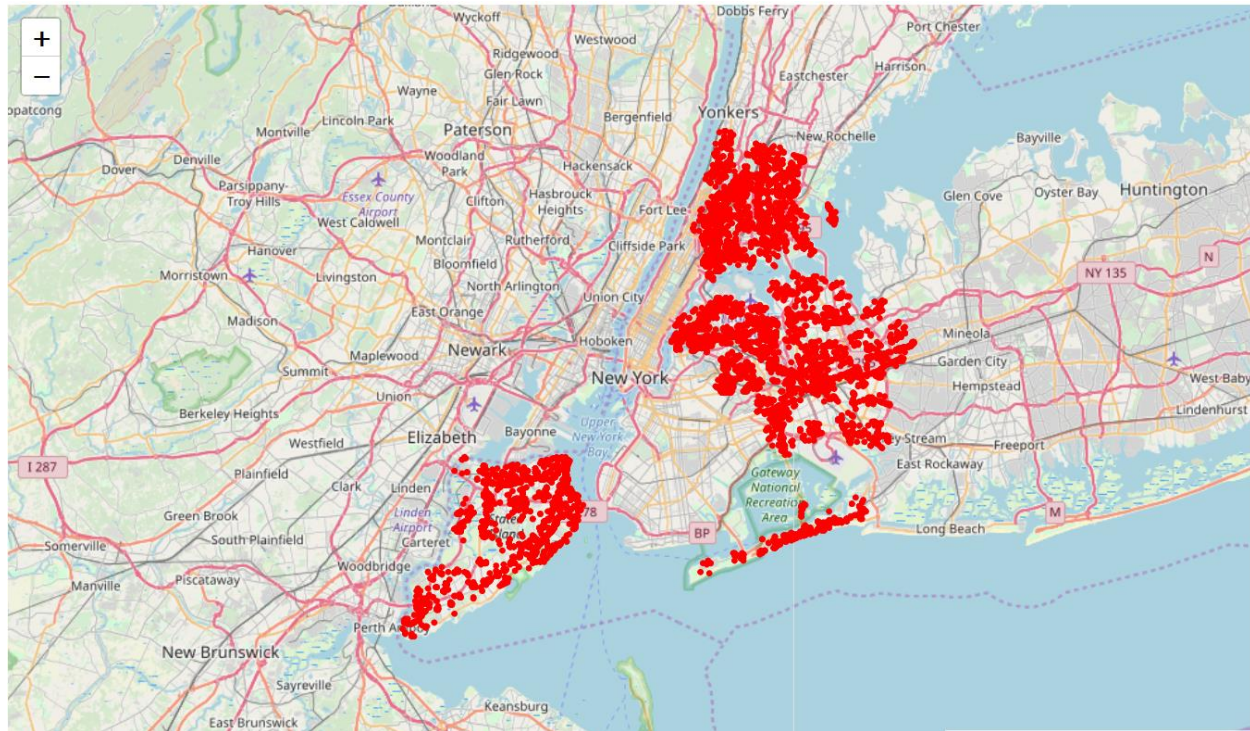 +
−
Wyckoff
Dobbs Ferry
Port Chester
Westwood
Ridgewood
Harrison
Glen Rock
Eastchester
opatcong
Wayne
Fair Lawn
Yonkers
Lincoln Park
Bergenfield
Montville
Paterson
New Rochelle
Bayville
Denville
Woodland
Park
Hackensack
Dover
Parsippany-
Troy Hills
Essex County
Airport
Clifton
Hasbrouck
Heights
Fort Lee
Glen Cove
Oyster Bay
Huntington
West Caldwell
Hanover
Montclair
Rutherford
Cliffside Park
N
Bloomfield
NY 135
Morristown
Livingston
North Arlington
Union City
East Orange
Madison
Hoboken
Mineola
Maplewood
Newark
Garden City
Summit
New York
Hempstead
West Baby
Union
Berkeley Heights
Lindenhurst
Upper
New York
Bay
Bayonne
Elizabeth
Westfield
ey Stream
Freeport
I 287
Plainfield
East Rockaway
Clark
Linden
Gateway
National
Recreatio
Area
Green Brook
Linden
Airport
State
land
78
M
South Plainfield
Carteret
BP
Long Beach
Somerville
Woodbridge
Manville
Piscataway
Perth Amboy
New Brunswick
Sayreville
Keansburg
East Brunswick